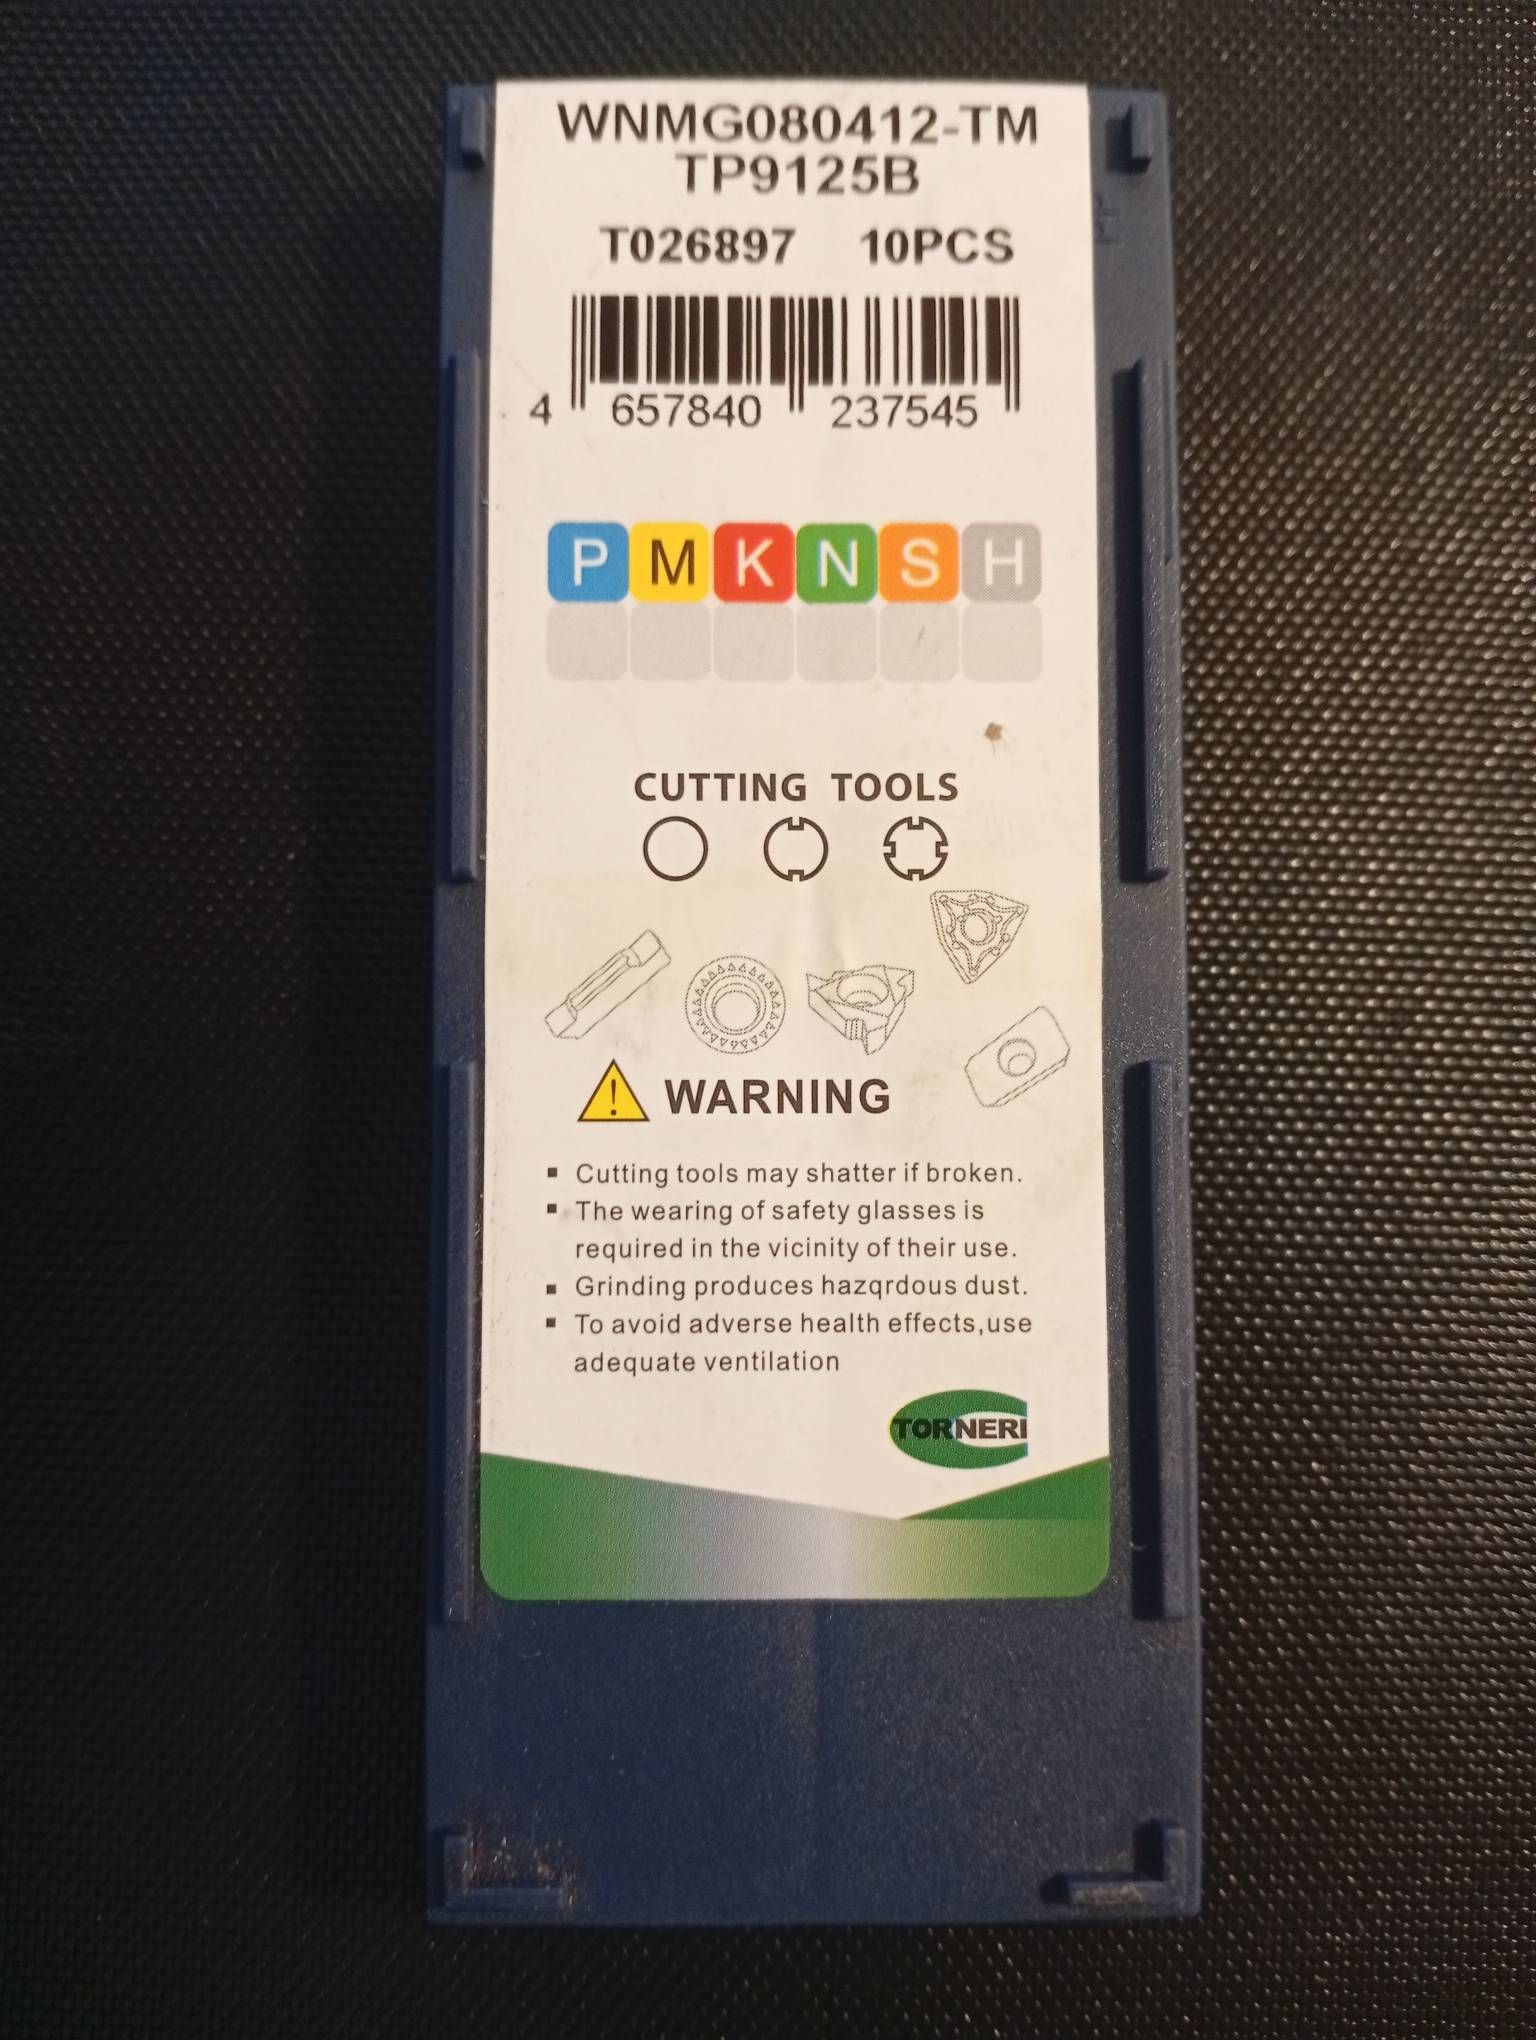 WNMG080412-TM
TP9125B
T026897 10PCS
4 657840 237545
P M K N S H
CUTTING TOOLS
WARNING
▪ Cutting tools may shatter if broken.
▪ The wearing of safety glasses is
required in the vicinity of their use.
▪ Grinding produces hazqrdous dust.
▪ To avoid adverse health effects,use
adequate ventilation
TORNERI